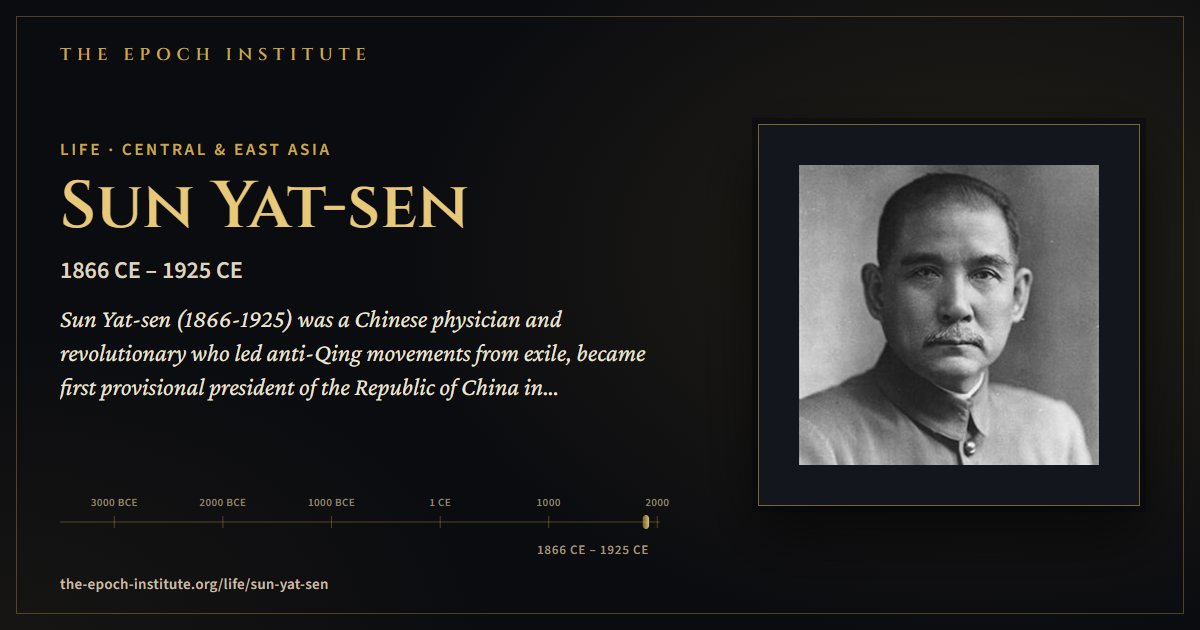 THE EPOCH INSTITUTE
LIFE · CENTRAL & EAST ASIA
SUN YAT-SEN
1866 CE – 1925 CE
Sun Yat-sen (1866-1925) was a Chinese physician and
revolutionary who led anti-Qing movements from exile, became
first provisional president of the Republic of China in...
3000 BCE 2000 BCE 1000 BCE 1 CE 1000 2000
1866 CE – 1925 CE
the-epoch-institute.org/life/sun-yat-sen